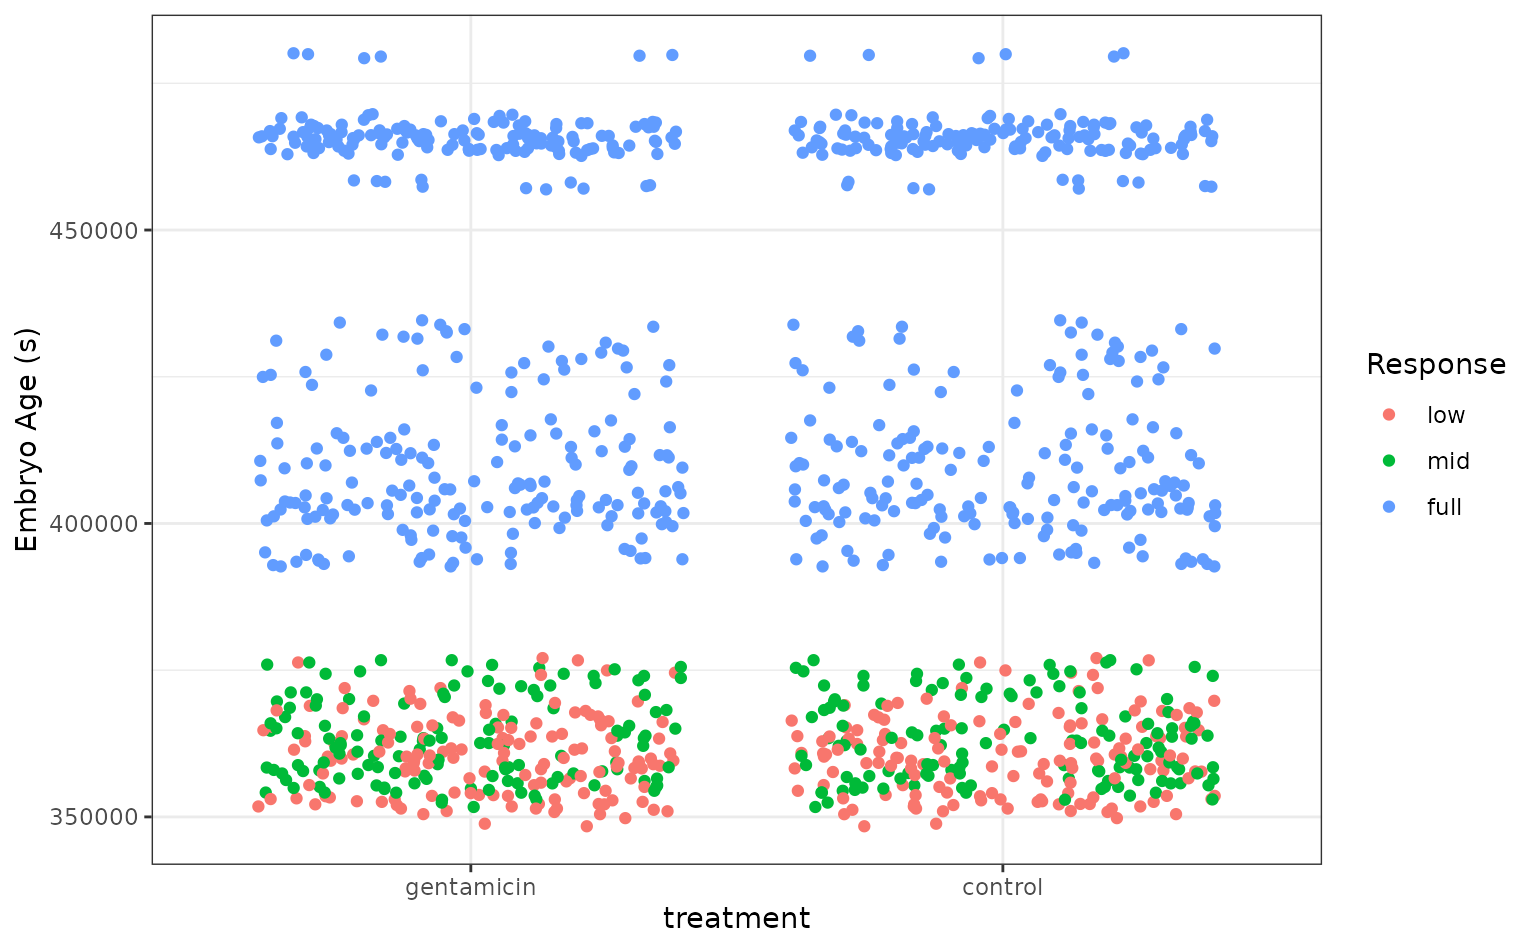 Embryo Age (s)
450000
400000
350000
gentamicin
control
treatment
Response
low
mid
full